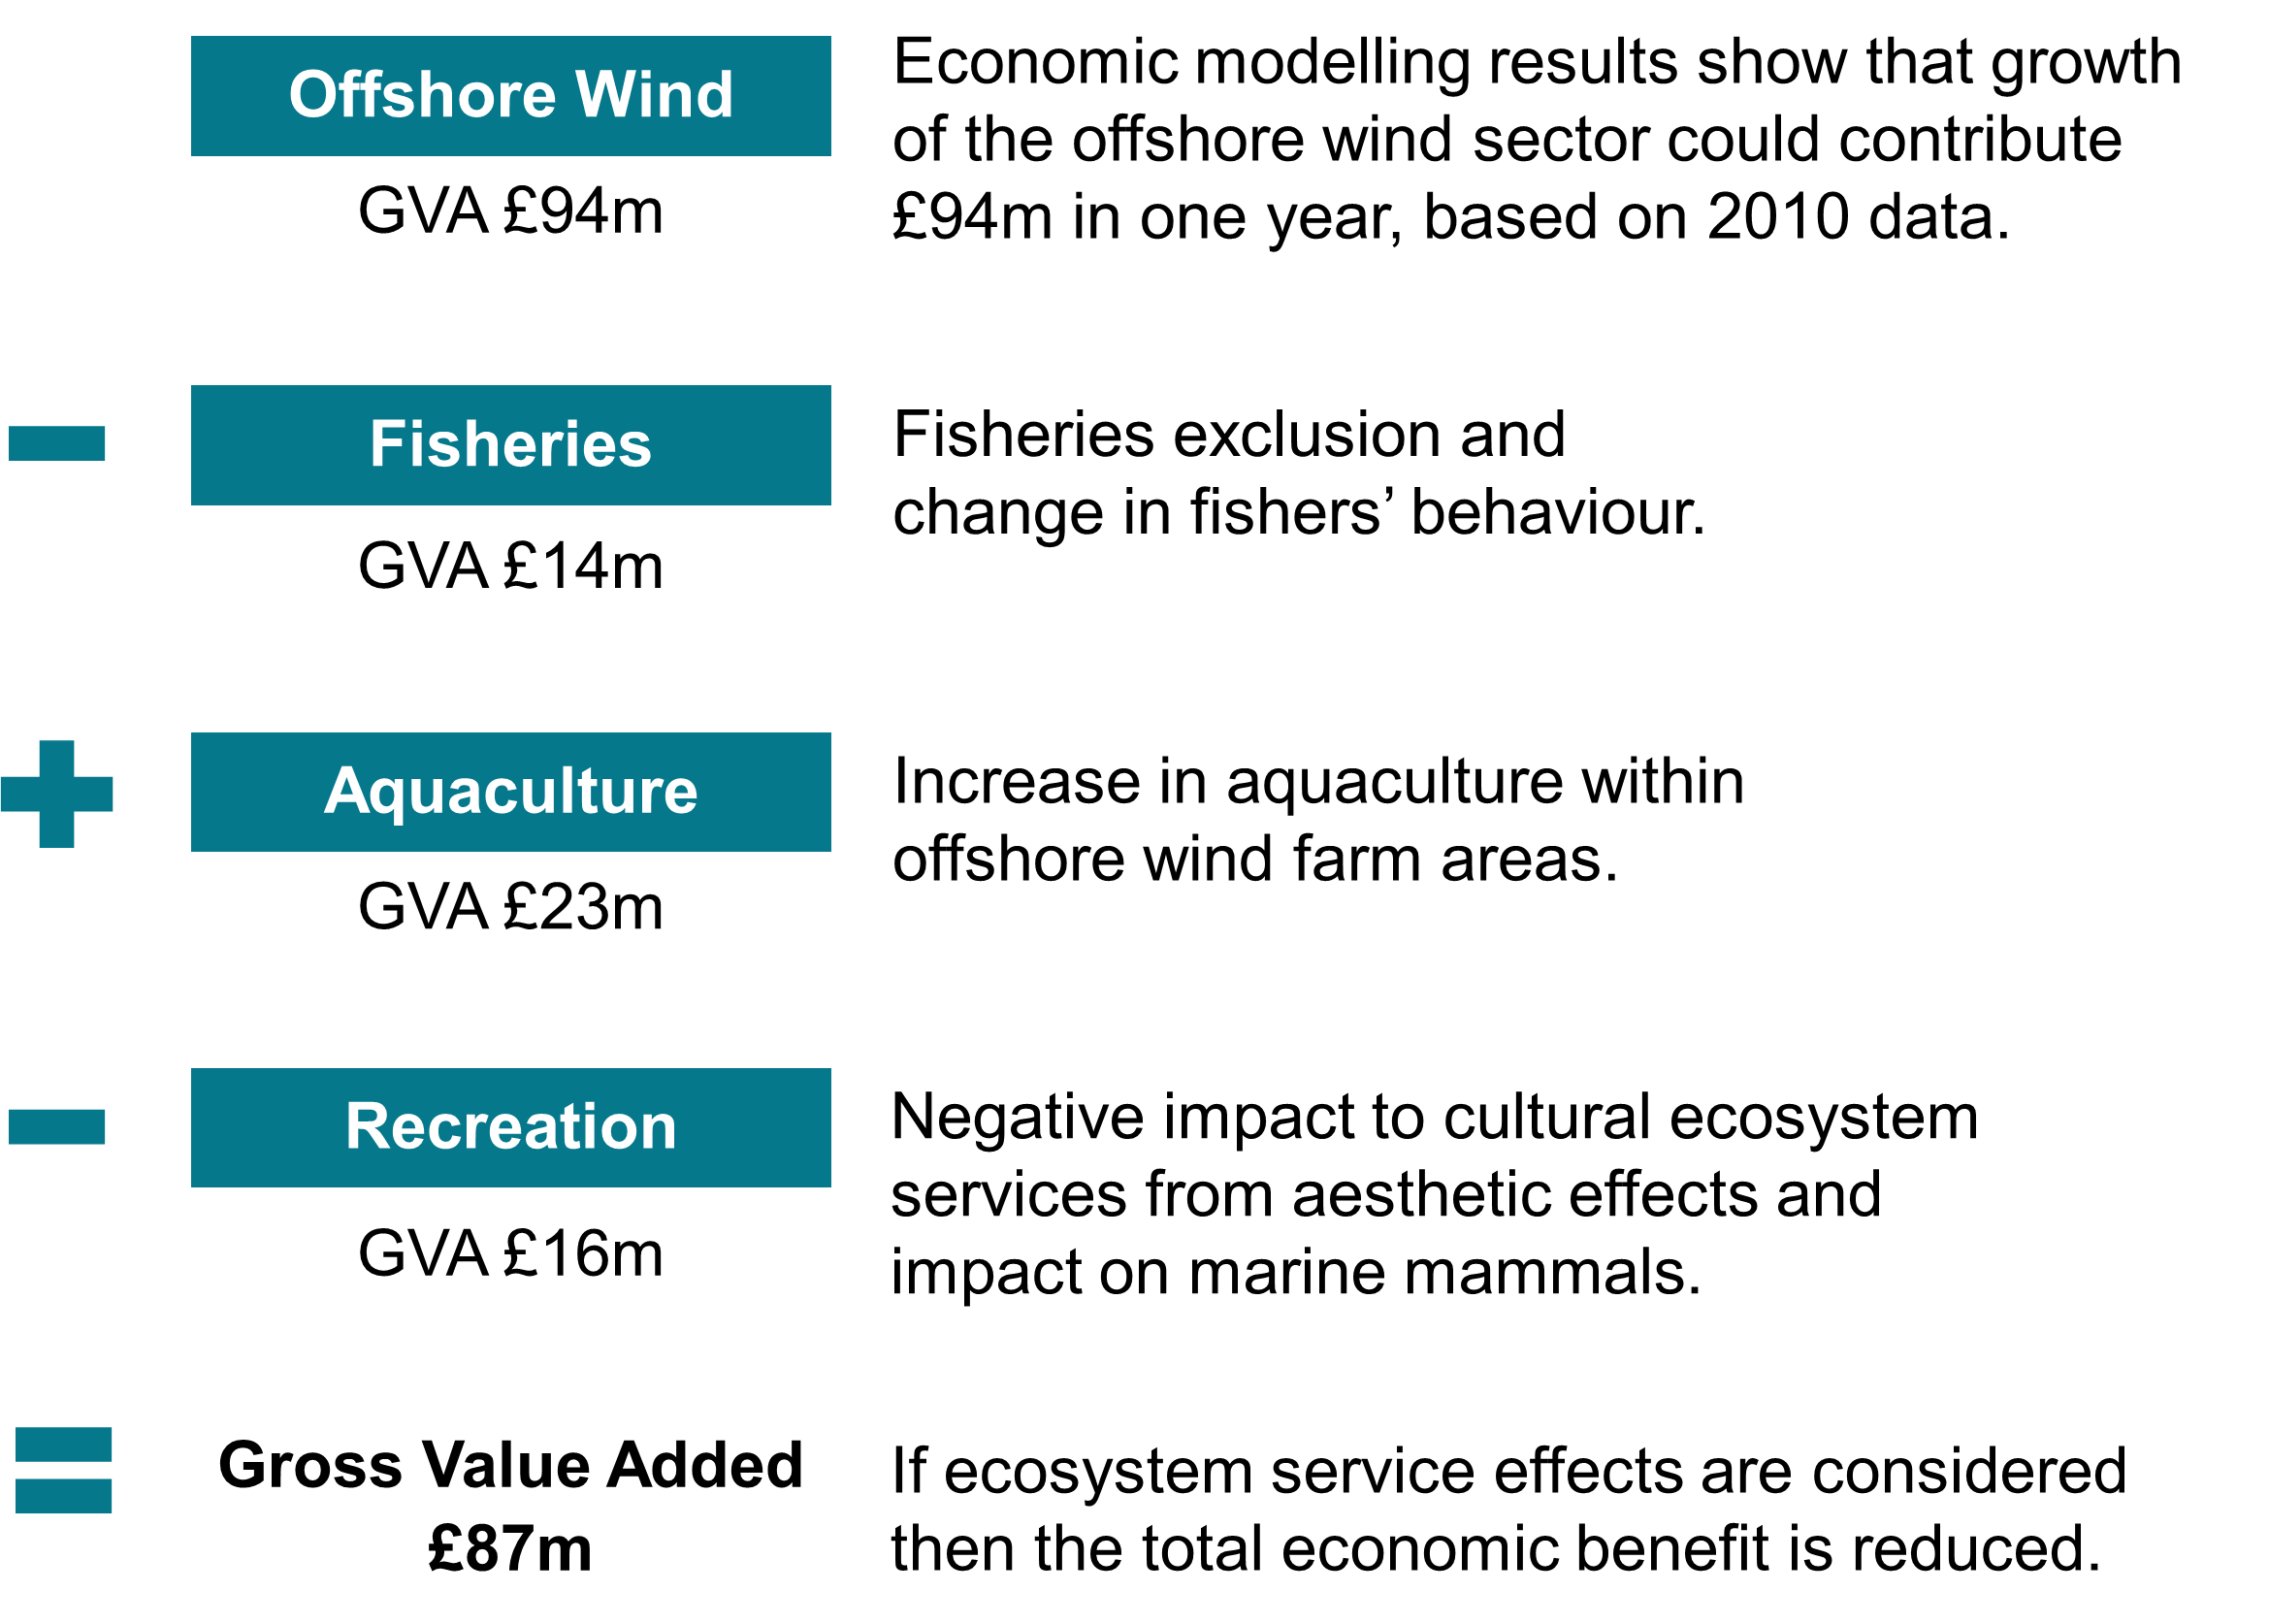 Offshore Wind
GVA £94m
Economic modelling results show that growth
of the offshore wind sector could contribute
£94m in one year, based on 2010 data.
Fisheries
GVA £14m
Fisheries exclusion and
change in fishers’ behaviour.
Aquaculture
GVA £23m
Increase in aquaculture within
offshore wind farm areas.
Recreation
GVA £16m
Negative impact to cultural ecosystem
services from aesthetic effects and
impact on marine mammals.
Gross Value Added
£87m
If ecosystem service effects are considered
then the total economic benefit is reduced.